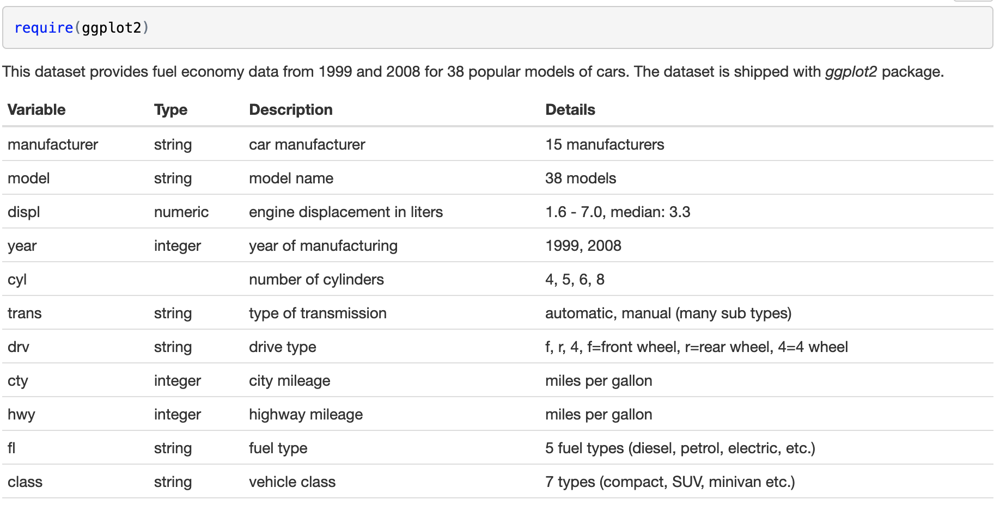 require(ggplot2)
This dataset provides fuel economy data from 1999 and 2008 for 38 popular models of cars. The dataset is shipped with ggplot2 package.
Variable Type Description Details
manufacturer string car manufacturer 15 manufacturers
model string model name 38 models
displ numeric engine displacement in liters 1.6 - 7.0, median: 3.3
year integer year of manufacturing 1999, 2008
cyl number of cylinders 4, 5, 6, 8
trans string type of transmission automatic, manual (many sub types)
drv string drive type f, r, 4, f=front wheel, r=rear wheel, 4=4 wheel
cty integer city mileage miles per gallon
hwy integer highway mileage miles per gallon
fl string fuel type 5 fuel types (diesel, petrol, electric, etc.)
class string vehicle class 7 types (compact, SUV, minivan etc.)